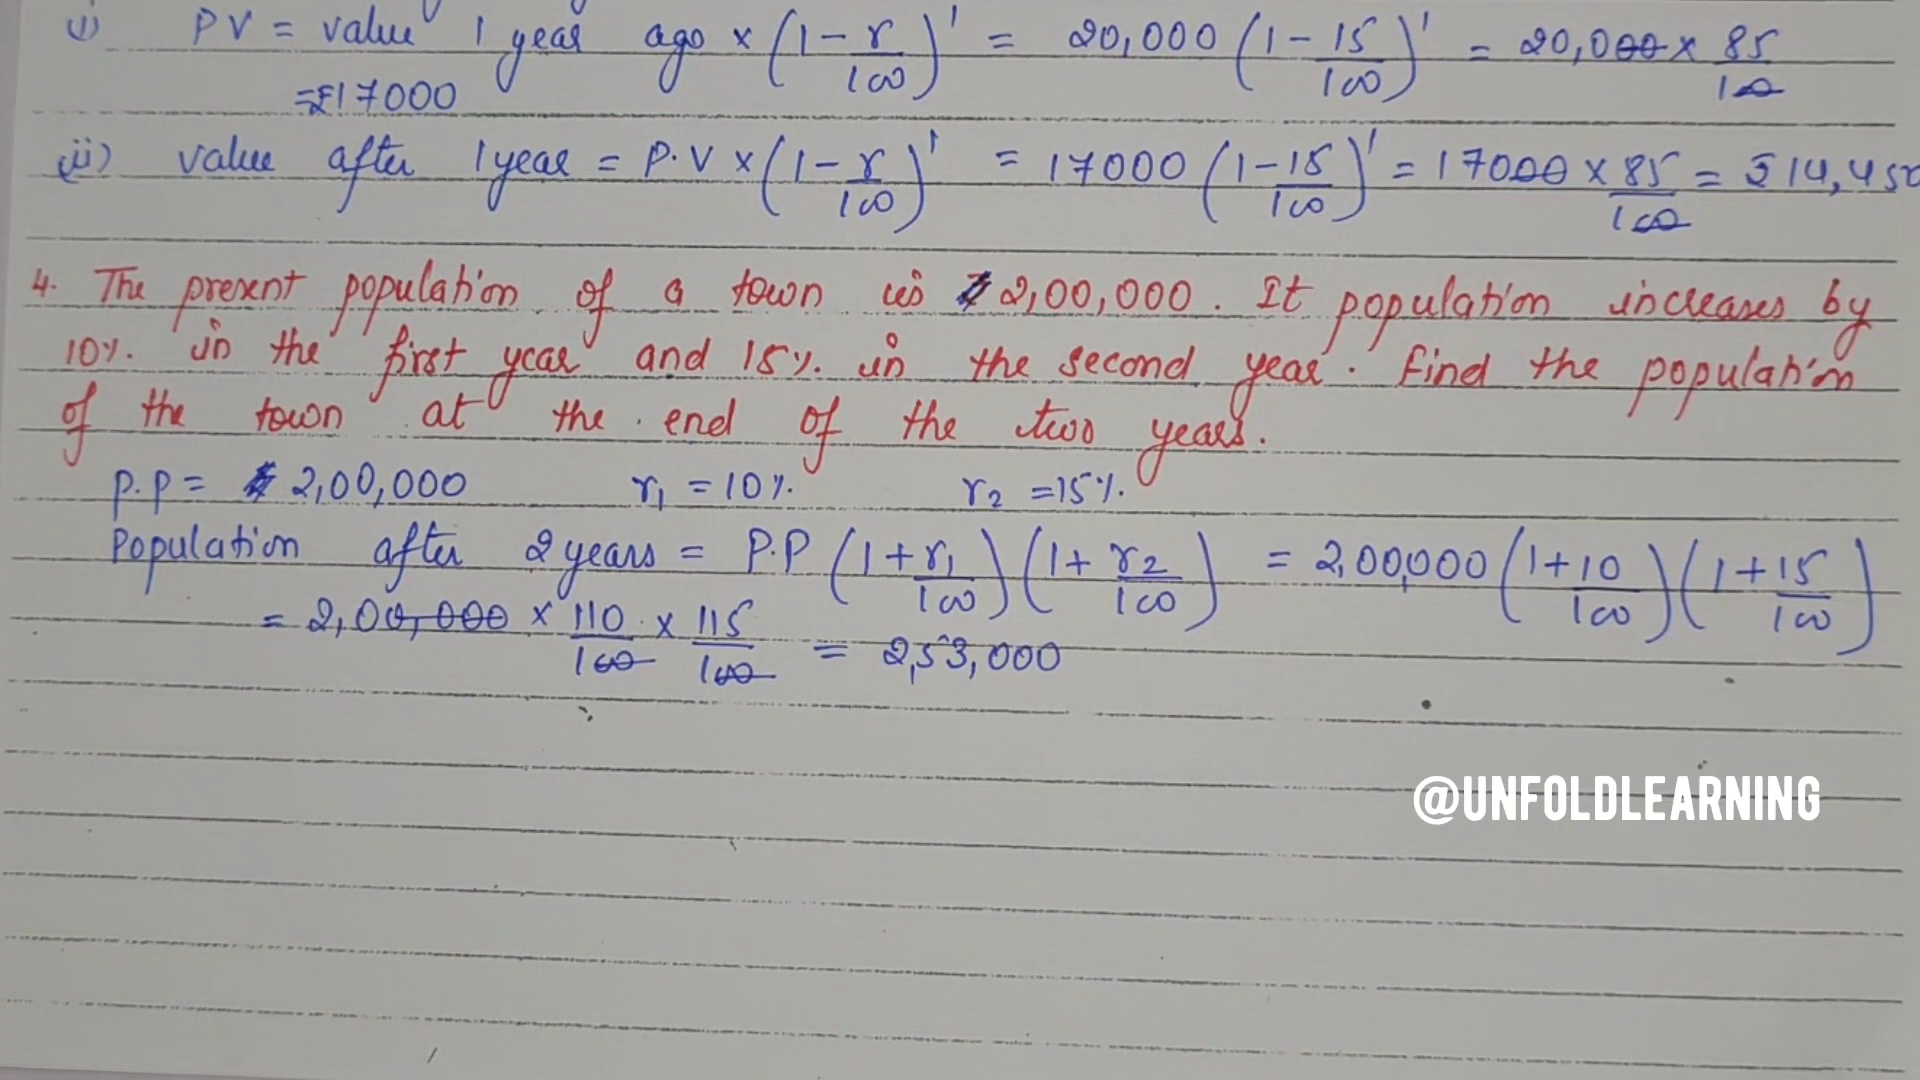 i) PV = value 1 year ago × (1 - r/100)¹ = 20,000 (1 - 15/100)¹ = 20,000 × 85/100
= ₹17000
ii) value after 1 year = P.V × (1 - r/100)¹ = 17000 (1 - 15/100)¹ = 17000 × 85/100 = ₹14,450
4. The present population of a town is 2,00,000. It population increases by
10%. in the first year and 15%. in the second year. Find the population
of the town at the end of the two years.
P.P = 2,00,000 r₁ = 10%. r₂ = 15%.
Population after 2 years = P.P (1 + r₁/100) (1 + r₂/100) = 2,00,000 (1 + 10/100) (1 + 15/100)
= 2,00,000 × 110/100 × 115/100 = 2,53,000
@UNFOLDLEARNING